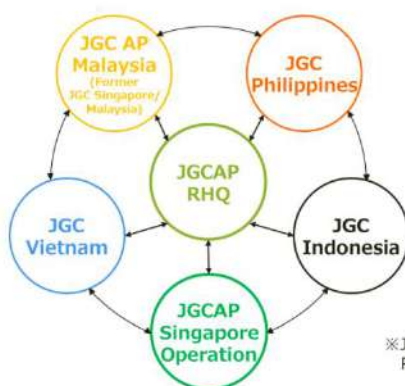 JGC AP
Malaysia
(Former
JGC Singapore/
Malaysia)
JGC
Philippines
JGCAP
RHQ
JGC
Vietnam
JGC
Indonesia
JGCAP
Singapore
Operation
※J